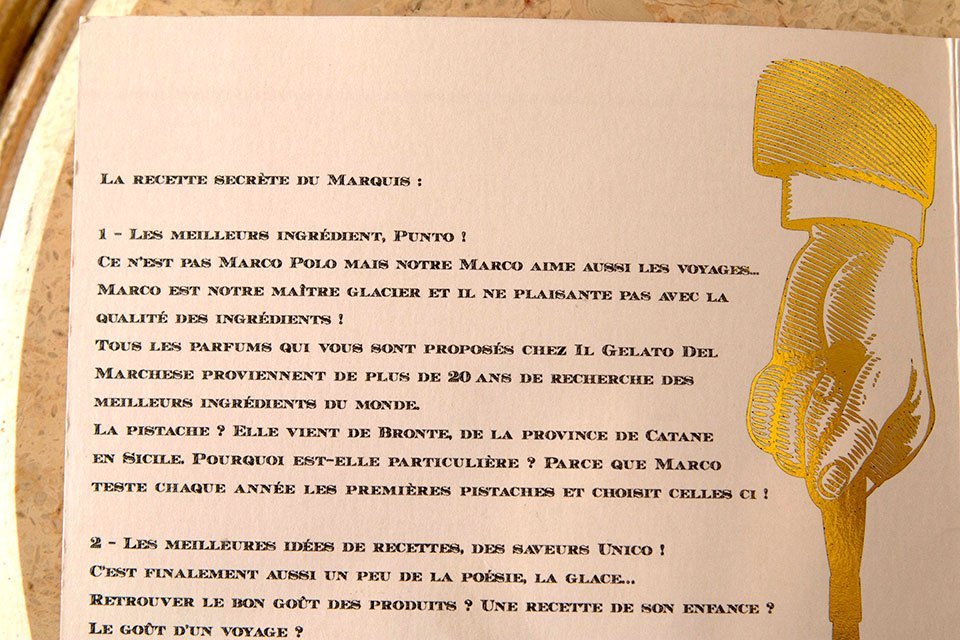 La recette secrète du Marquis :
1 - Les meilleurs ingrédient, Punto !
Ce n'est pas Marco Polo mais notre Marco aime aussi les voyages...
Marco est notre maître glacier et il ne plaisante pas avec la
qualité des ingrédients !
Tous les parfums qui vous sont proposés chez Il Gelato Del
Marchese proviennent de plus de 20 ans de recherche des
meilleurs ingrédients du monde.
La pistache ? Elle vient de Bronte, de la province de Catane
en Sicile. Pourquoi est-elle particulière ? Parce que Marco
teste chaque année les premières pistaches et choisit celles ci !
2 - Les meilleures idées de recettes, des saveurs Unico !
C'est finalement aussi un peu de la poésie, la glace...
Retrouver le bon goût des produits ? Une recette de son enfance ?
Le goût d'un voyage ?